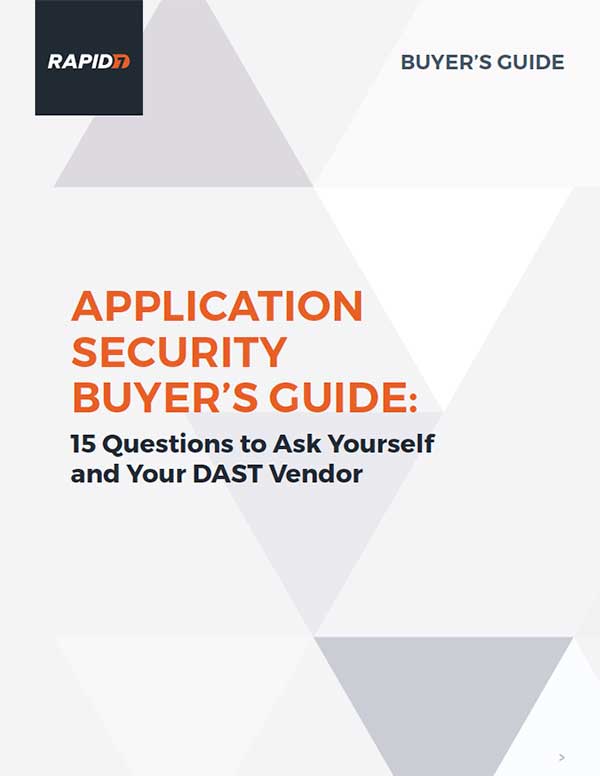 RAPID7
BUYER’S GUIDE
APPLICATION
SECURITY
BUYER’S GUIDE:
15 Questions to Ask Yourself
and Your DAST Vendor
>